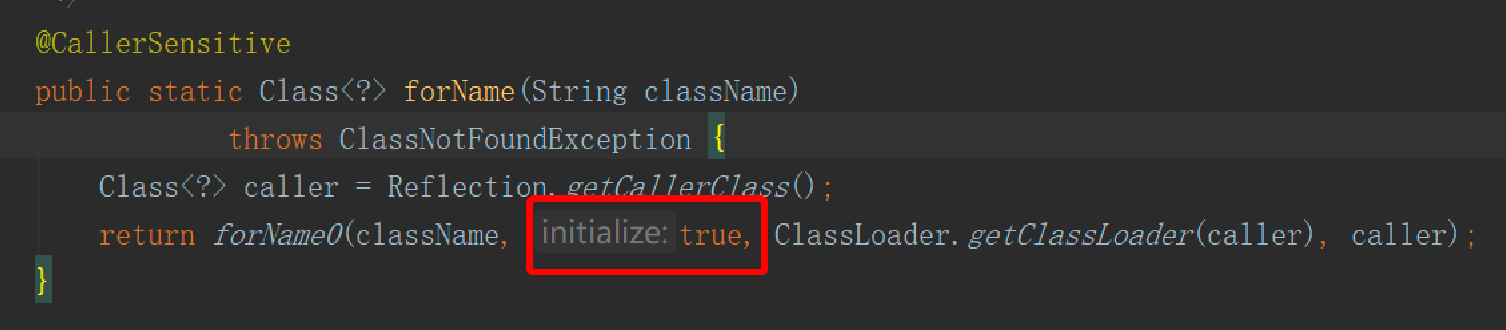 */
@CallerSensitive
public static Class<?> forName(String className)
throws ClassNotFoundException {
Class<?> caller = Reflection.getCallerClass();
return forName0(className, initialize: true, ClassLoader.getClassLoader(caller), caller);
}